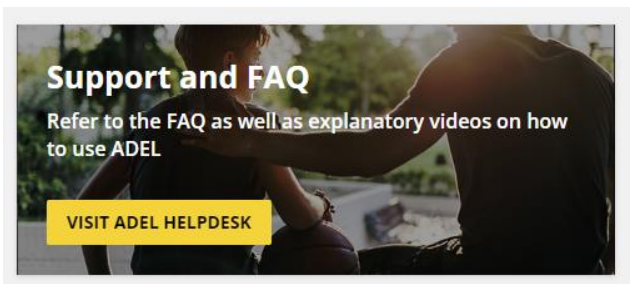 Support and FAQ
Refer to the FAQ as well as explanatory videos on how
to use ADEL
VISIT ADEL HELPDESK